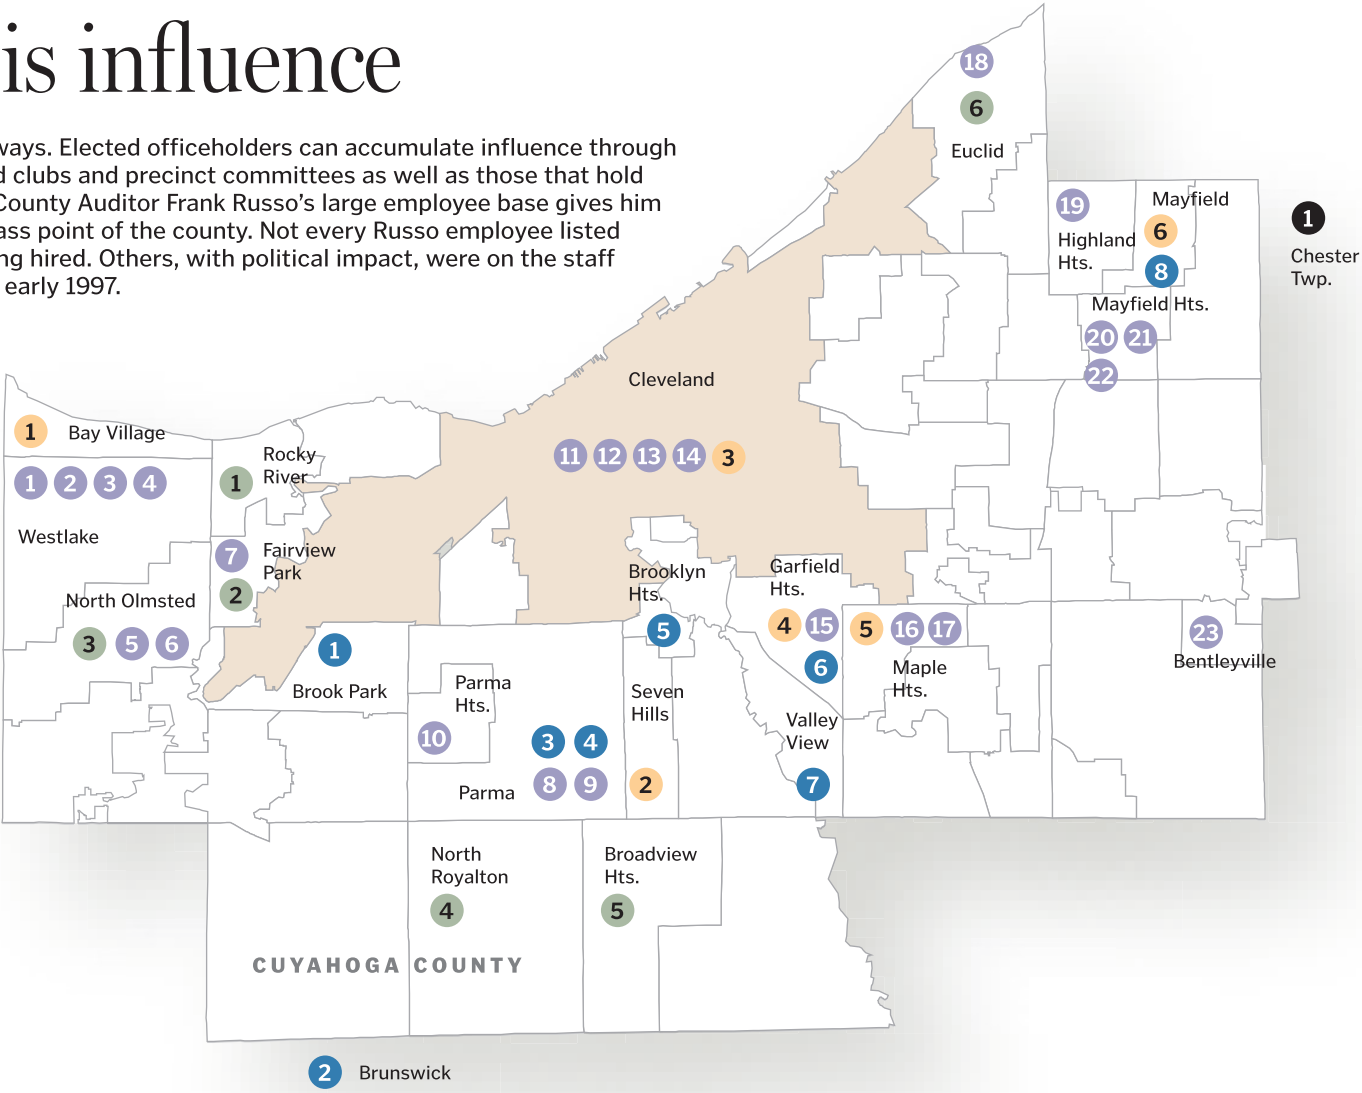 is influence
ways. Elected officeholders can accumulate influence through
d clubs and precinct committees as well as those that hold
County Auditor Frank Russo’s large employee base gives him
ass point of the county. Not every Russo employee listed
ng hired. Others, with political impact, were on the staff
early 1997.
18
6
Euclid
19
Highland
Hts.
Mayfield
6
8
1
Chester
Twp.
Mayfield Hts.
20 21
22
Cleveland
11 12 13 14 3
1 Bay Village
1 2 3 4
Westlake
Rocky
River
1
7
Fairview
Park
2
North Olmsted
3 5 6
1
Brook Park
Brooklyn
Hts.
5
Garfield
Hts.
4 15
6
5 16 17
Maple
Hts.
23
Bentleyville
Parma
Hts.
10
3 4
8 9
Parma
Seven
Hills
2
Valley
View
7
North
Royalton
4
Broadview
Hts.
5
CUYAHOGA COUNTY
2 Brunswick